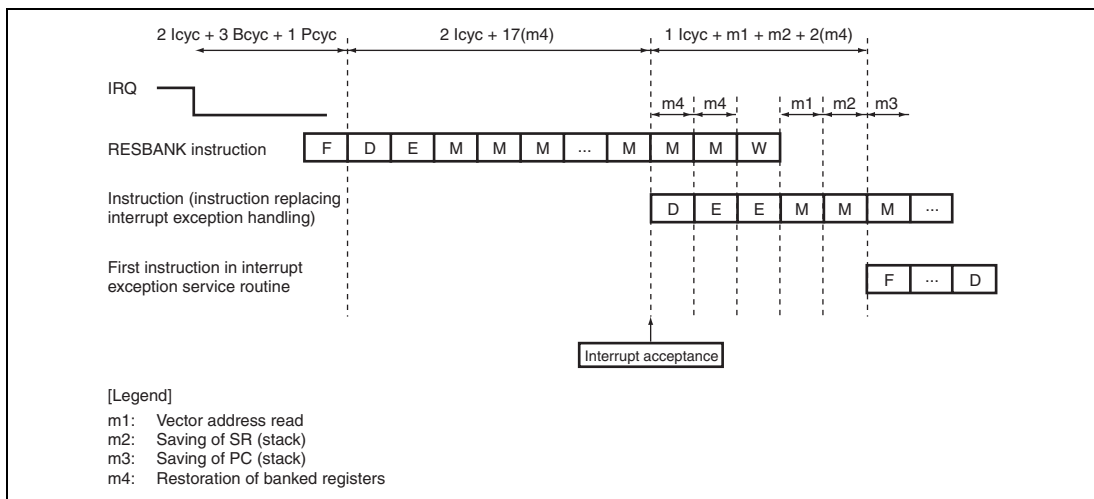 2 Icyc + 3 Bcyc + 1 Pcyc
2 Icyc + 17(m4)
1 Icyc + m1 + m2 + 2(m4)
IRQ
m4 m4 m1 m2 m3
RESBANK instruction
F D E M M M ... M M M W
Instruction (instruction replacing
interrupt exception handling)
D E E M M M ...
First instruction in interrupt
exception service routine
F ... D
Interrupt acceptance
[Legend]
m1: Vector address read
m2: Saving of SR (stack)
m3: Saving of PC (stack)
m4: Restoration of banked registers